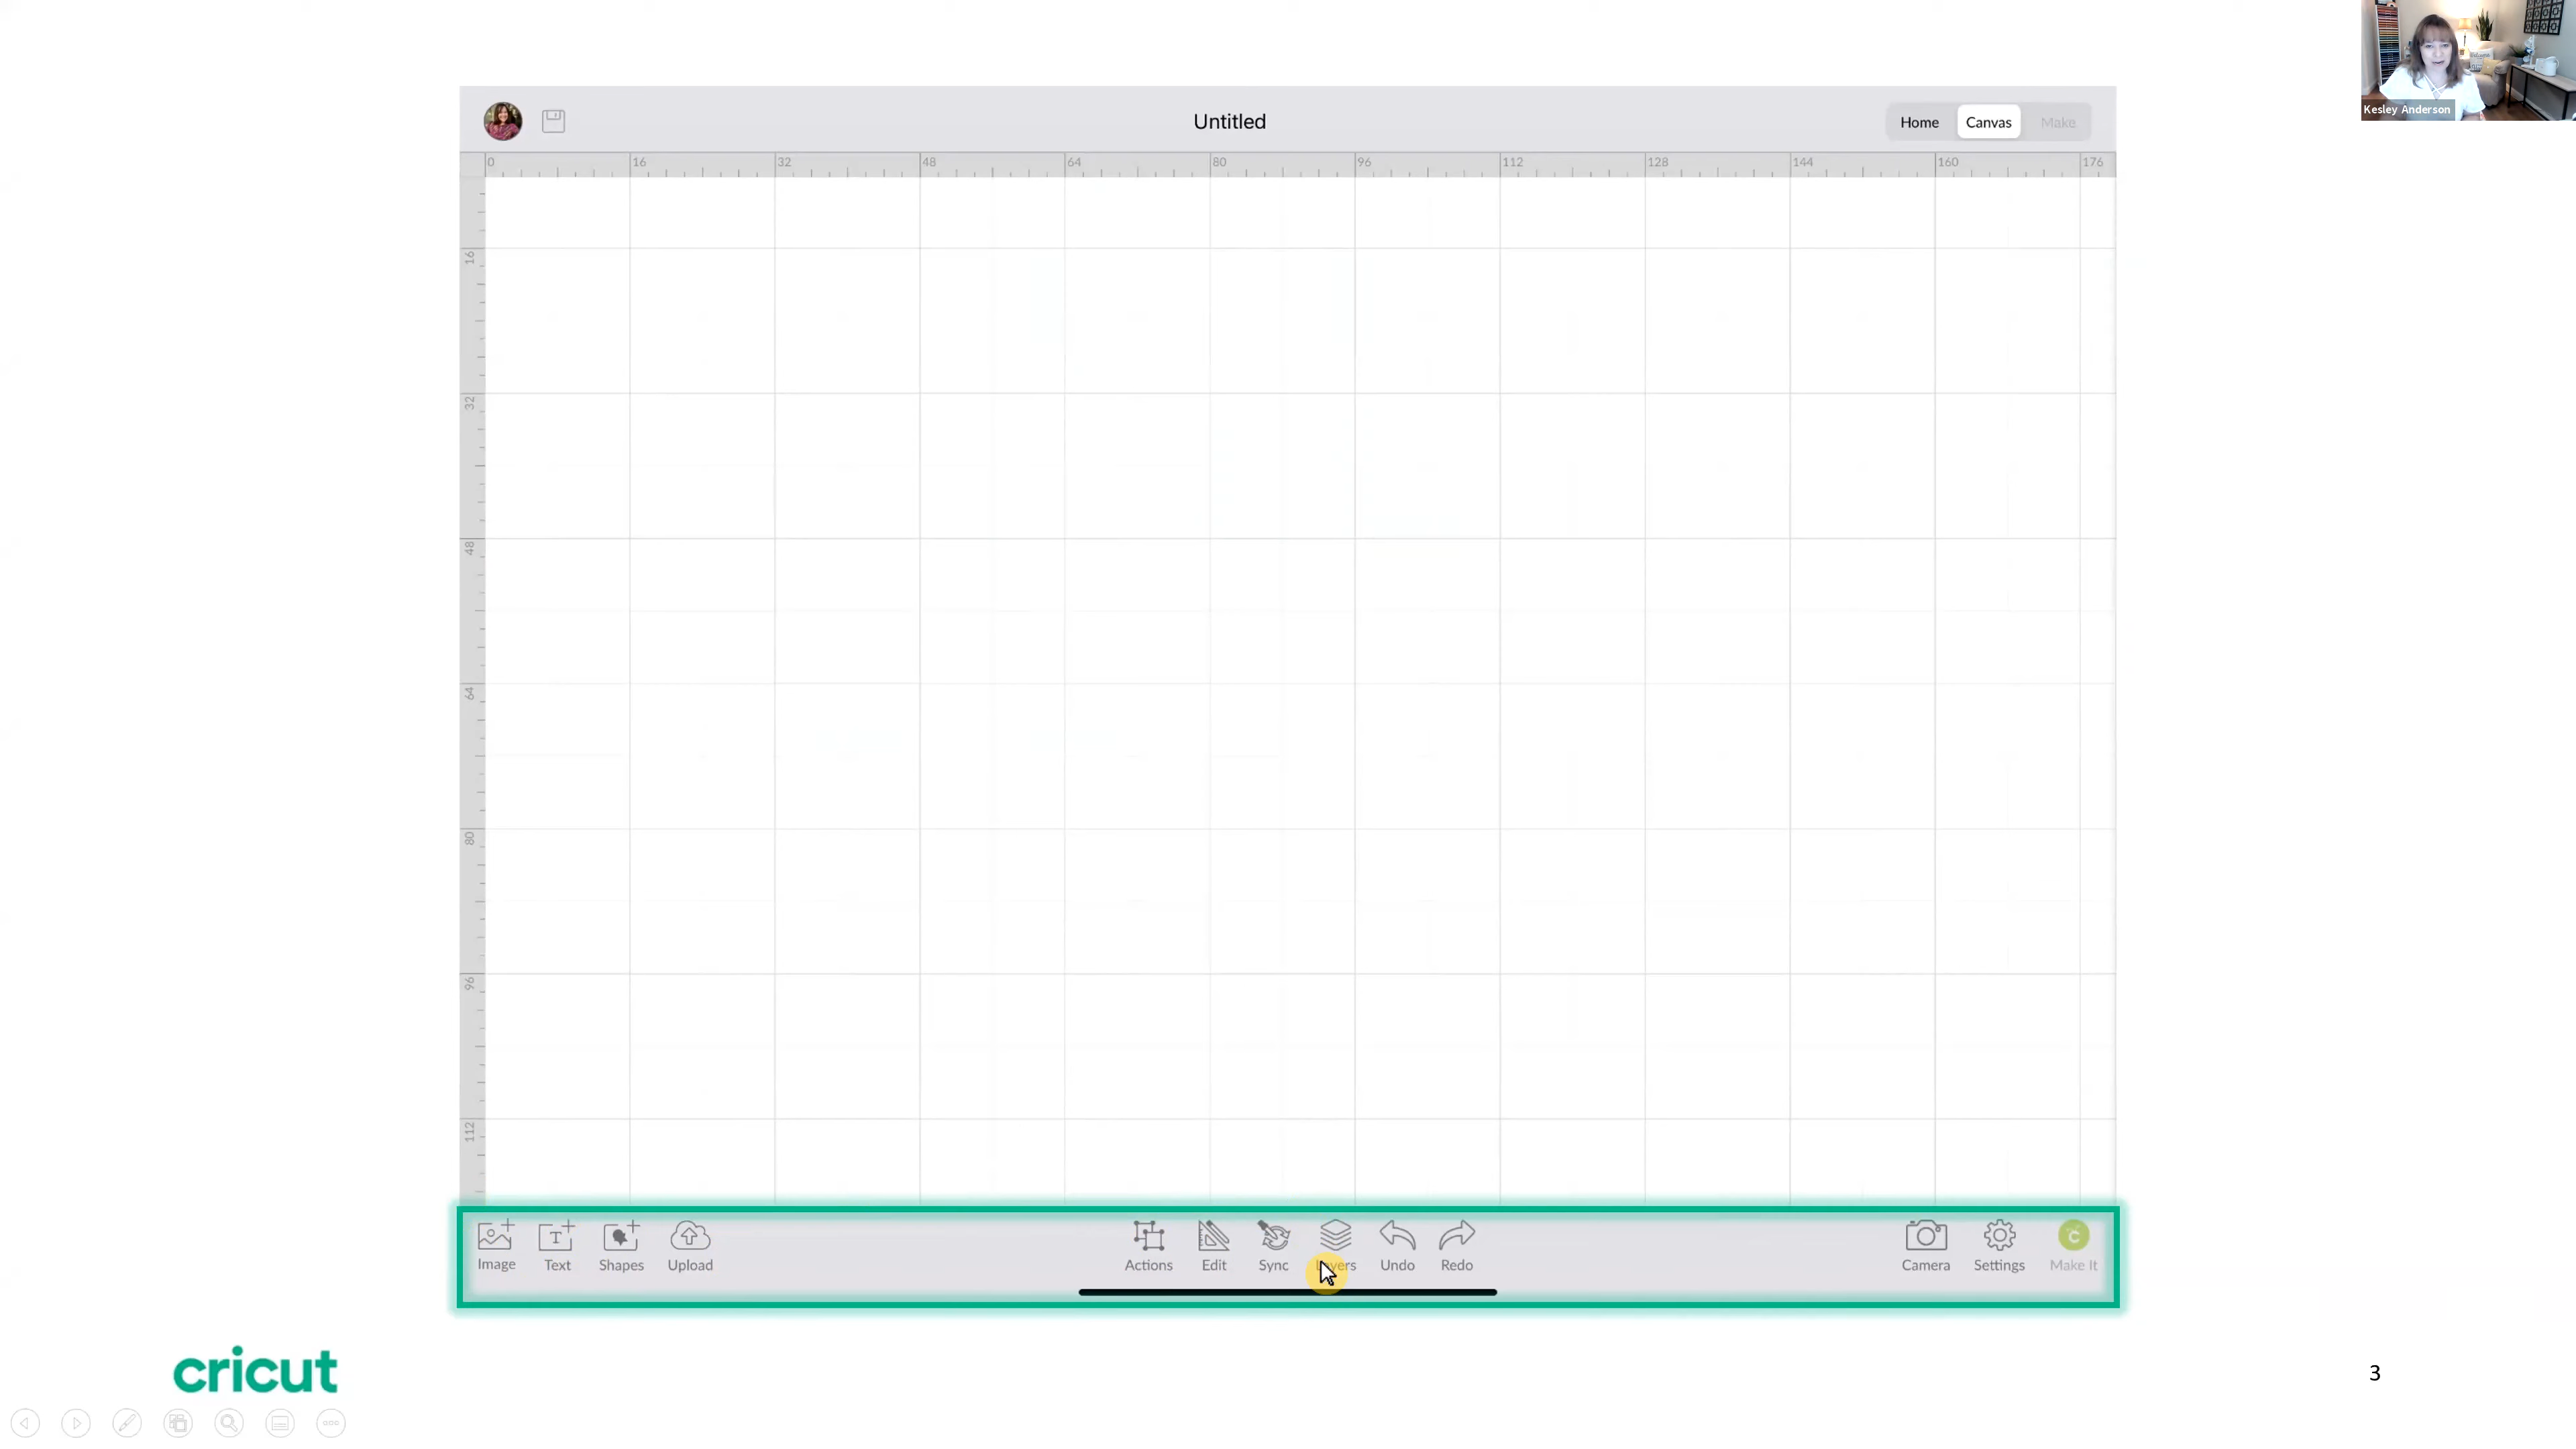 Kesley Anderson
Untitled
Home Canvas Make
0 16 32 48 64 80 96 112 128 144 160 176
16
32
48
64
80
96
112
Image Text Shapes Upload Actions Edit Sync Layers Undo Redo Camera Settings Make It
cricut
3